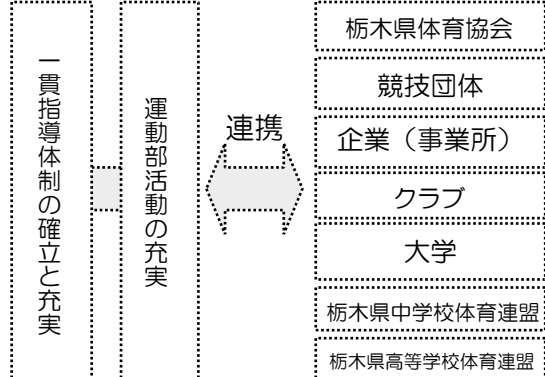 一貫指導体制の確立と充実
運動部活動の充実
連携
栃木県体育協会
競技団体
企業（事業所）
クラブ
大学
栃木県中学校体育連盟
栃木県高等学校体育連盟